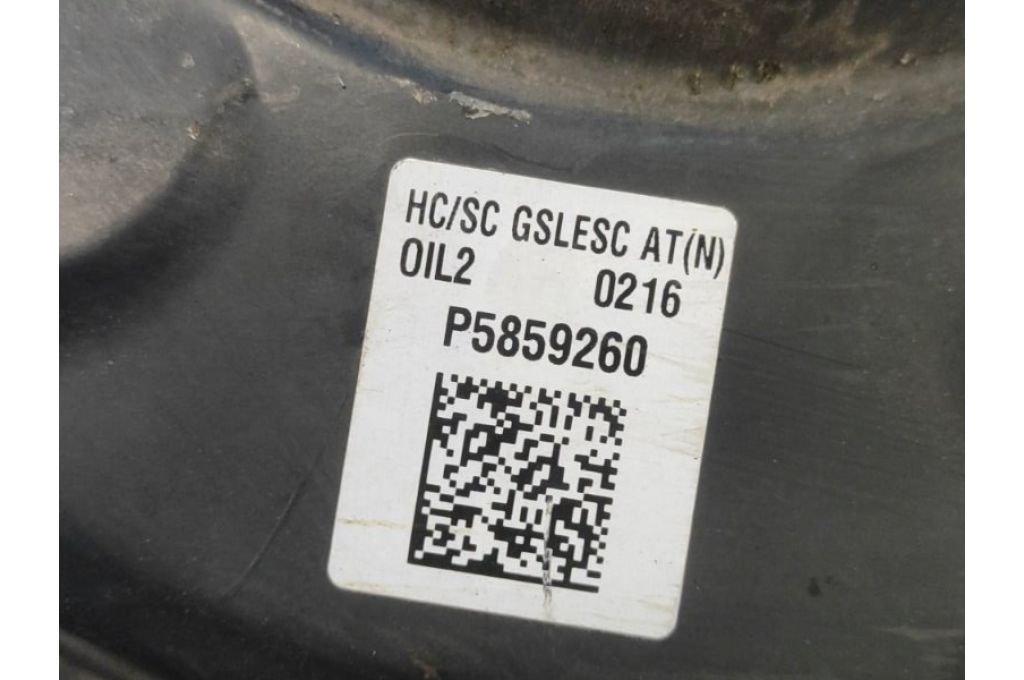 HC/SC GSLESC AT(N)
OIL2 0216
P5859260